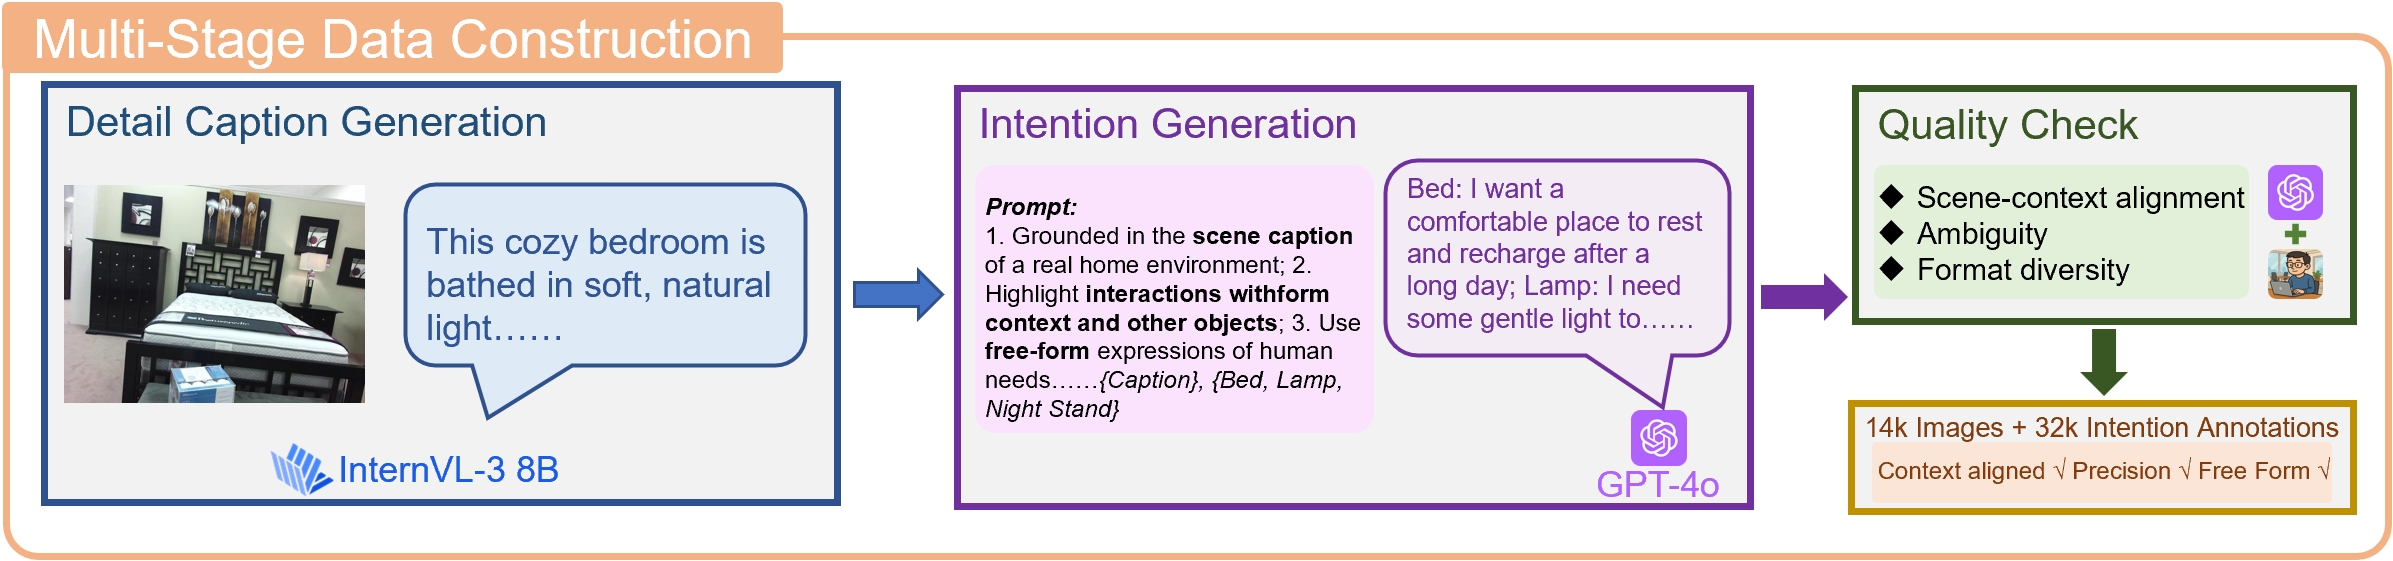 Multi-Stage Data Construction
Detail Caption Generation
This cozy bedroom is
bathed in soft, natural
light……
InternVL-3 8B
Intention Generation
Prompt:
1. Grounded in the scene caption
of a real home environment; 2.
Highlight interactions withform
context and other objects; 3. Use
free-form expressions of human
needs……{Caption}, {Bed, Lamp,
Night Stand}
Bed: I want a
comfortable place to rest
and recharge after a
long day; Lamp: I need
some gentle light to……
GPT-4o
Quality Check
◆ Scene-context alignment
◆ Ambiguity
◆ Format diversity
14k Images + 32k Intention Annotations
Context aligned √ Precision √ Free Form √